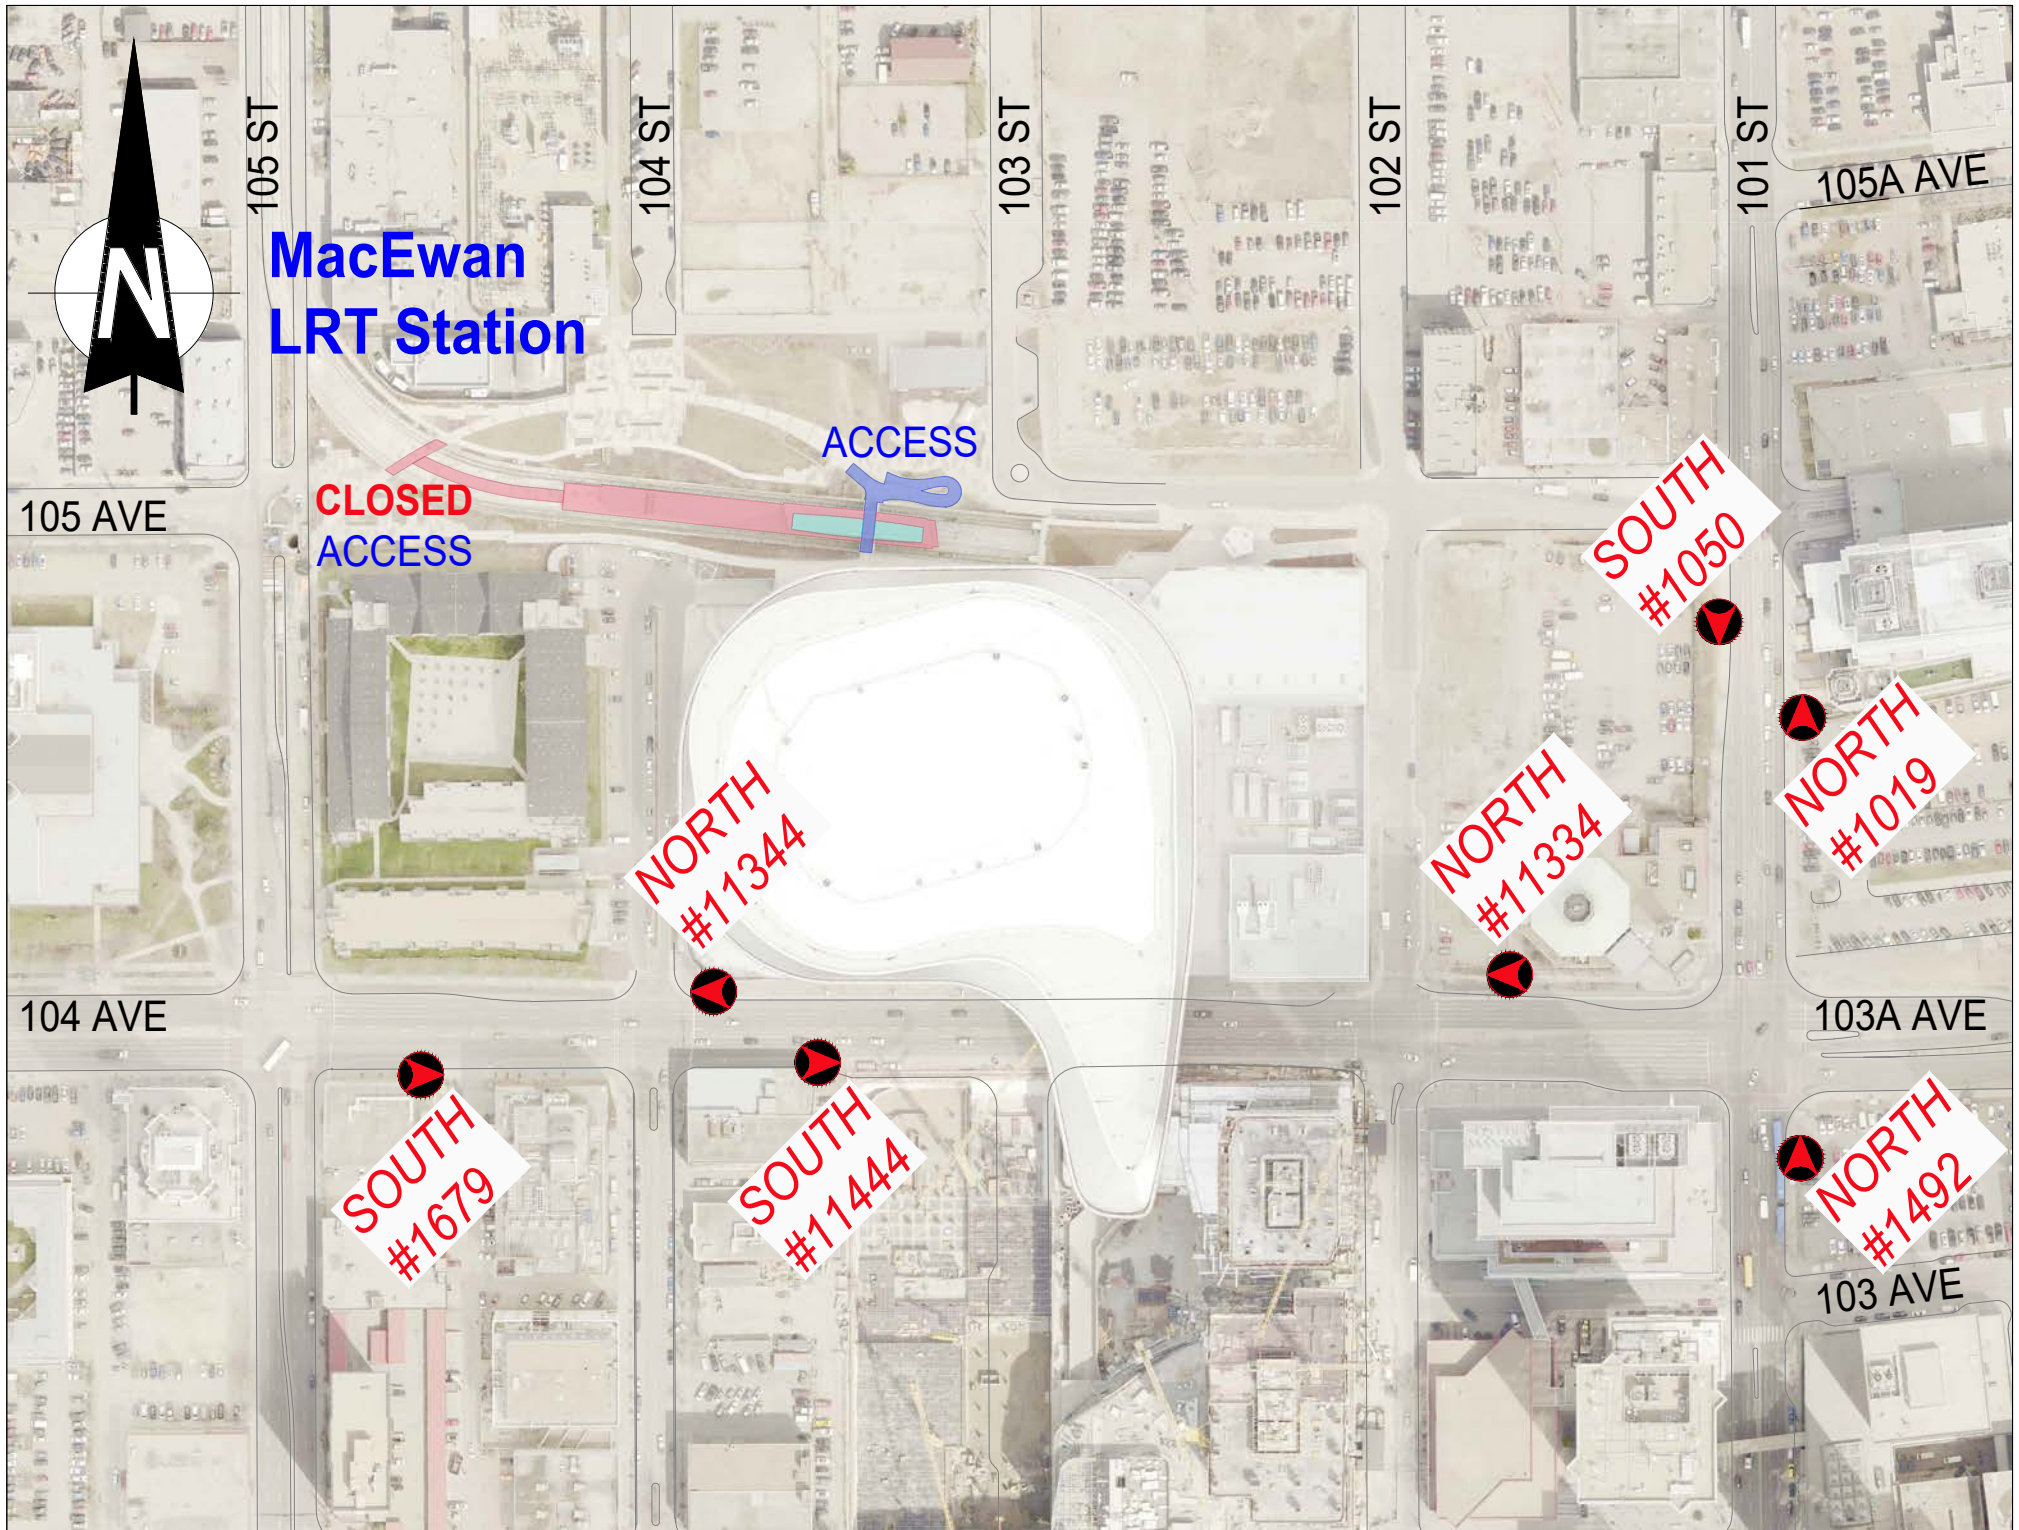 105 ST
104 ST
103 ST
102 ST
101 ST
105A AVE
N
MacEwan
LRT Station
ACCESS
CLOSED
ACCESS
105 AVE
SOUTH
#1050
NORTH
#1019
NORTH
#11344
NORTH
#11334
104 AVE
103A AVE
SOUTH
#1679
SOUTH
#11444
NORTH
#1492
103 AVE